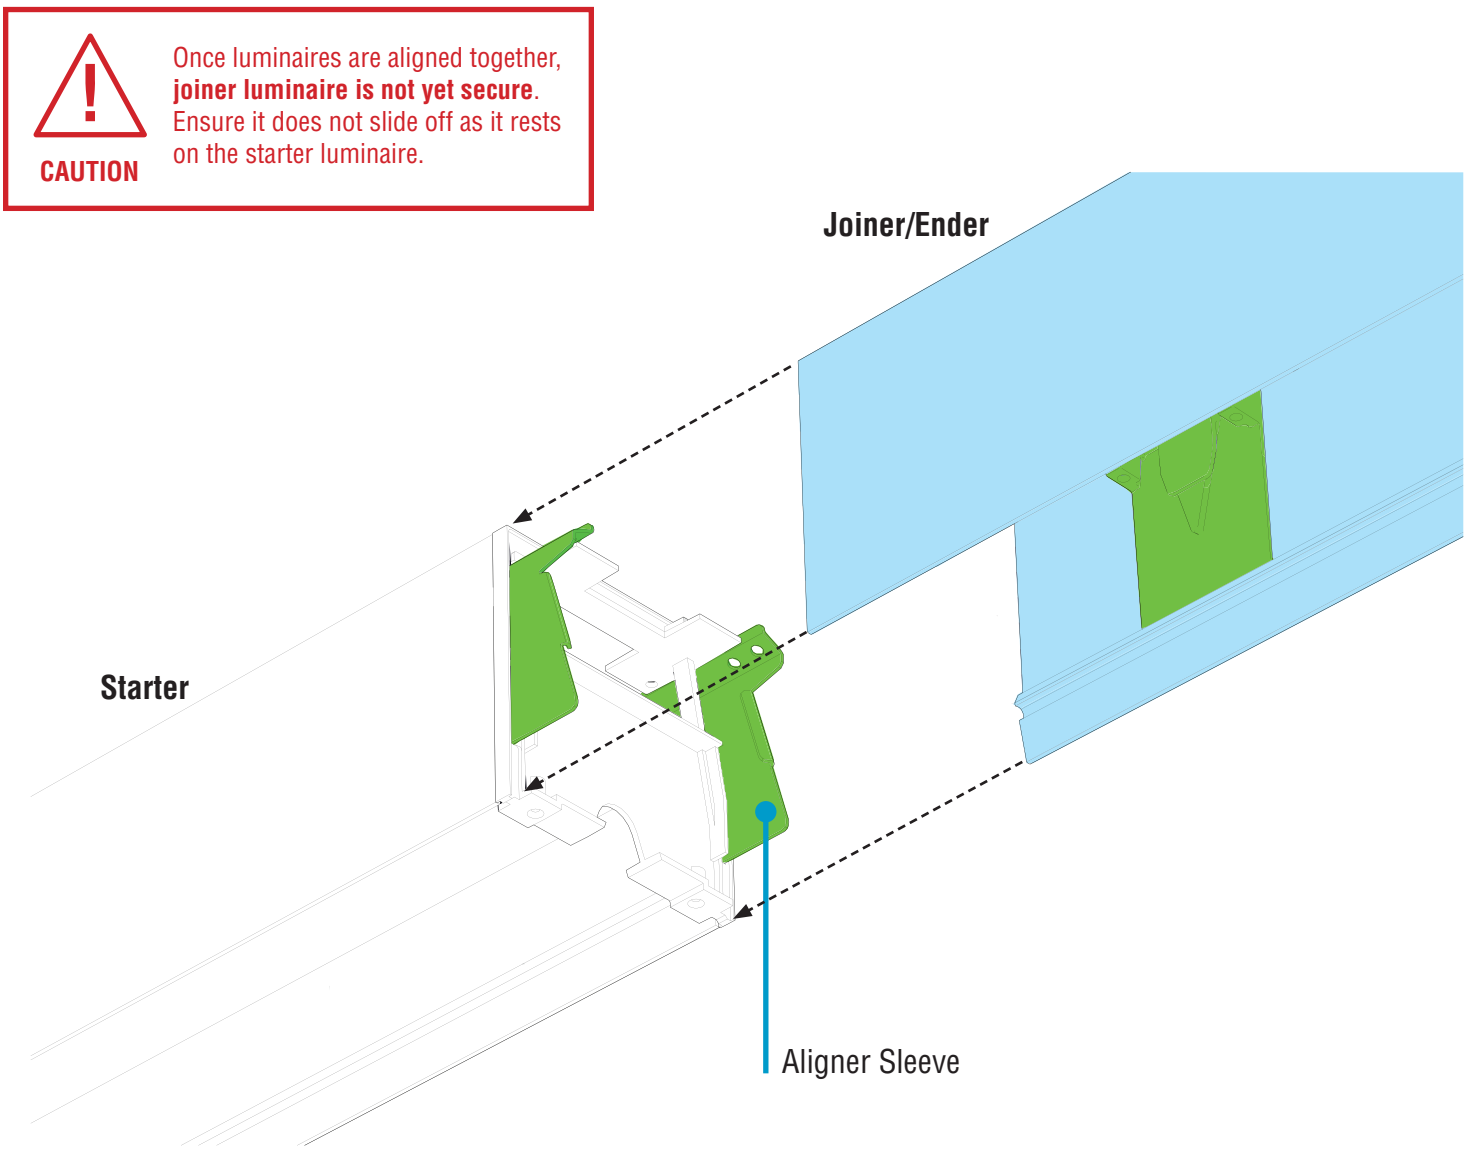 Once luminaires are aligned together,
joiner luminaire is not yet secure.
Ensure it does not slide off as it rests
on the starter luminaire.
CAUTION
Joiner/Ender
Starter
Aligner Sleeve